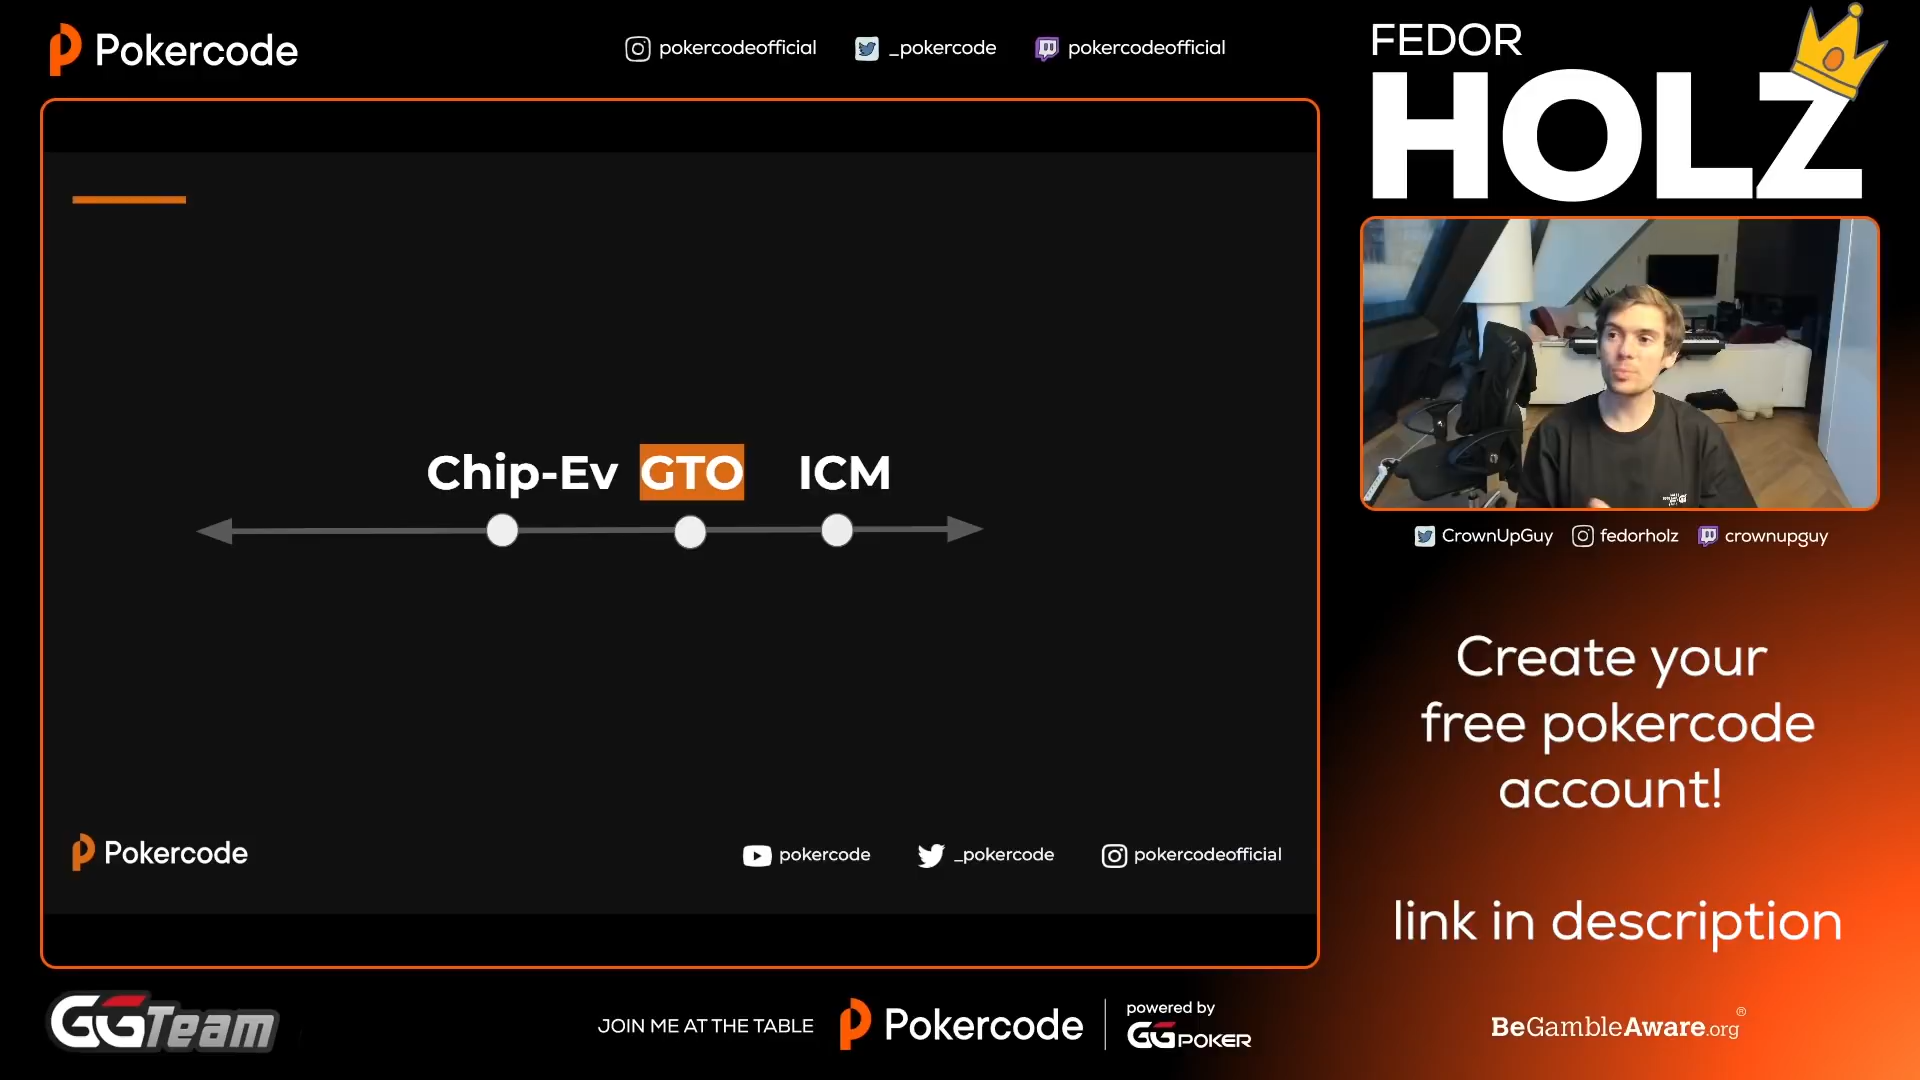 Pokercode
pokercodeofficial
_pokercode
pokercodeofficial
FEDOR
HOLZ
Chip-Ev GTO ICM
CrownUpGuy
fedorholz
crownupguy
Create your
free pokercode
account!
link in description
Pokercode
pokercode
_pokercode
pokercodeofficial
GGTeam
JOIN ME AT THE TABLE
Pokercode
powered by
GGPOKER
BeGambleAware.org®